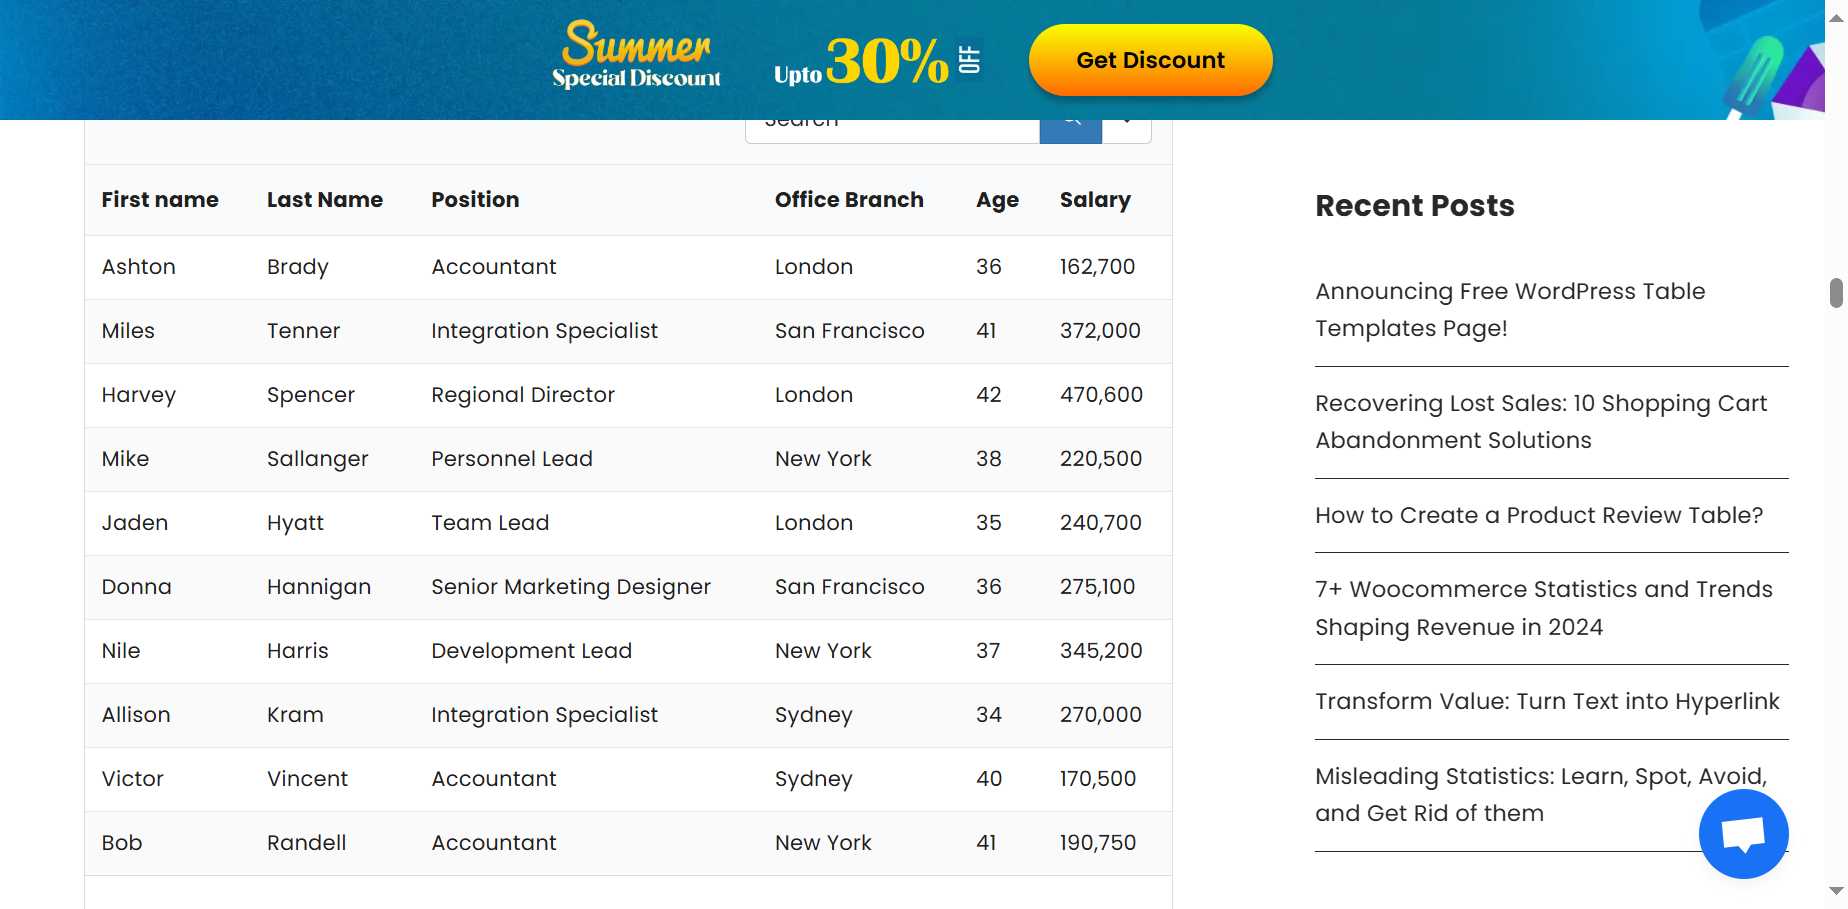 Summer
Special Discount
Upto 30% OFF
Get Discount
Search
First name Last Name Position Office Branch Age Salary
Ashton Brady Accountant London 36 162,700
Miles Tenner Integration Specialist San Francisco 41 372,000
Harvey Spencer Regional Director London 42 470,600
Mike Sallanger Personnel Lead New York 38 220,500
Jaden Hyatt Team Lead London 35 240,700
Donna Hannigan Senior Marketing Designer San Francisco 36 275,100
Nile Harris Development Lead New York 37 345,200
Allison Kram Integration Specialist Sydney 34 270,000
Victor Vincent Accountant Sydney 40 170,500
Bob Randell Accountant New York 41 190,750
Recent Posts
Announcing Free WordPress Table
Templates Page!
Recovering Lost Sales: 10 Shopping Cart
Abandonment Solutions
How to Create a Product Review Table?
7+ Woocommerce Statistics and Trends
Shaping Revenue in 2024
Transform Value: Turn Text into Hyperlink
Misleading Statistics: Learn, Spot, Avoid,
and Get Rid of them